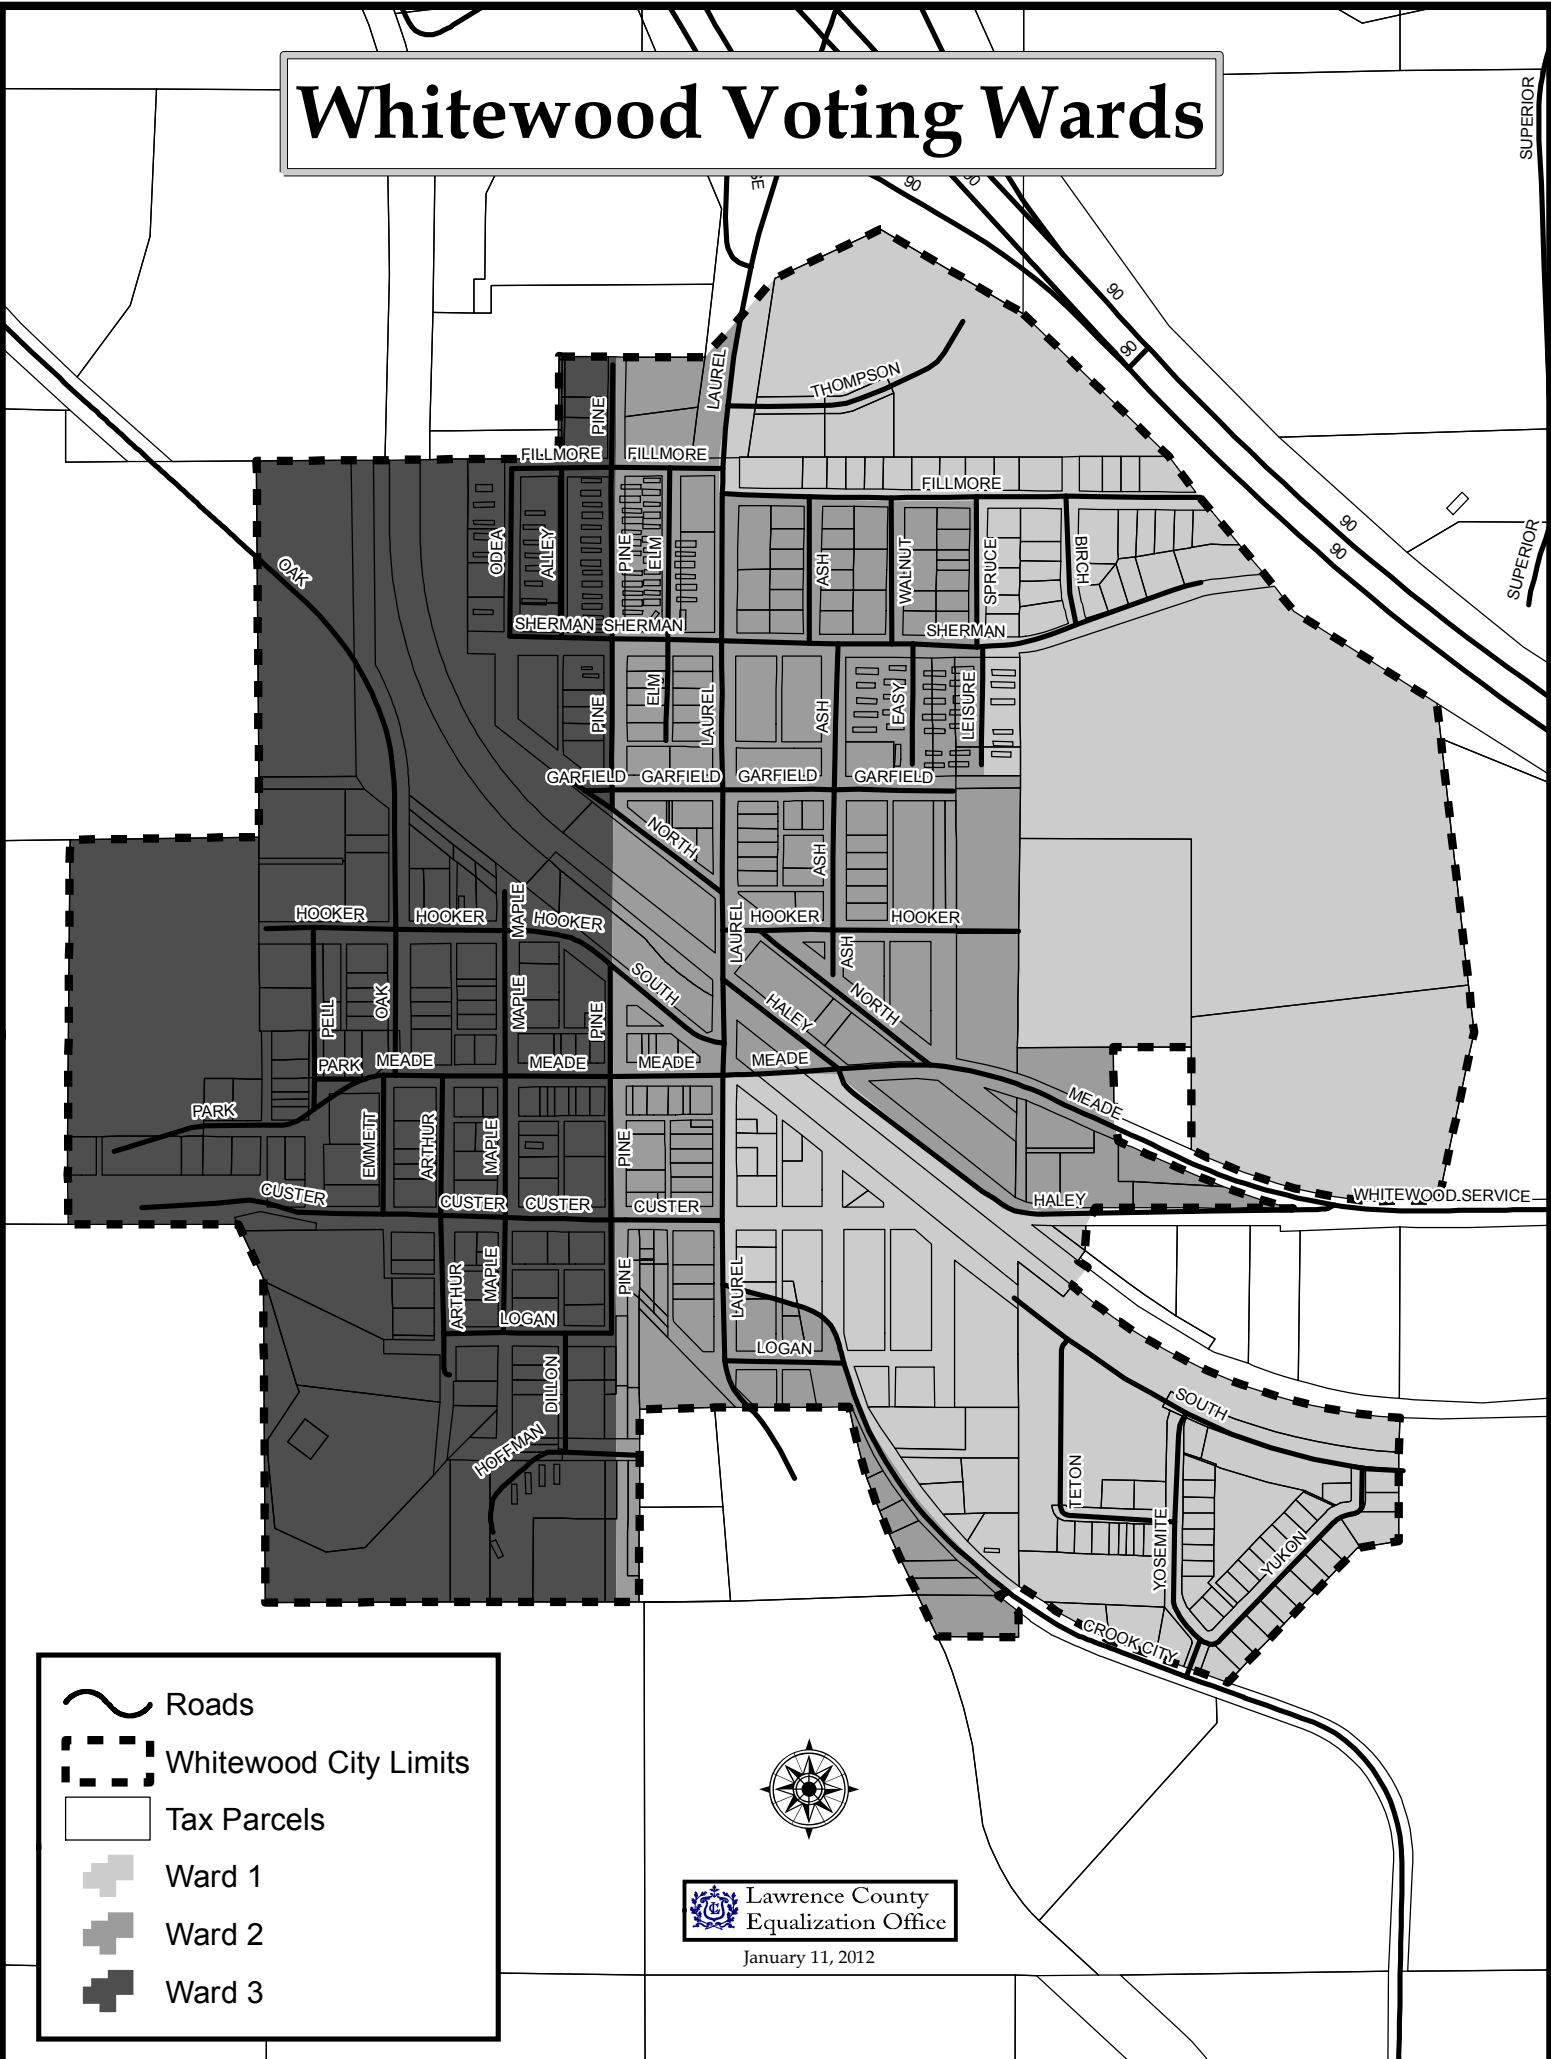 Whitewood Voting Wards
SUPERIOR
SE
90
90
90
90
LAUREL
THOMPSON
PINE
FILLMORE
FILLMORE
FILLMORE
90
90
SUPERIOR
OAK
ODEA
ALLEY
PINE
ELM
ASH
WALNUT
SPRUCE
BIRCH
SHERMAN
SHERMAN
SHERMAN
PINE
ELM
LAUREL
ASH
EASY
LEISURE
GARFIELD
GARFIELD
GARFIELD
GARFIELD
NORTH
ASH
HOOKER
HOOKER
MAPLE
HOOKER
LAUREL
HOOKER
HOOKER
ASH
PELL
OAK
MAPLE
PINE
SOUTH
HALEY
NORTH
PARK
MEADE
MEADE
MEADE
MEADE
MEADE
PARK
EMMETT
ARTHUR
MAPLE
PINE
CUSTER
CUSTER
CUSTER
CUSTER
HALEY
WHITEWOOD SERVICE
ARTHUR
MAPLE
PINE
LAUREL
LOGAN
LOGAN
DILLON
HOFFMAN
SOUTH
TETON
YOSEMITE
YUKON
CROOK CITY
Roads
Whitewood City Limits
Tax Parcels
Ward 1
Ward 2
Ward 3
Lawrence County
Equalization Office
January 11, 2012